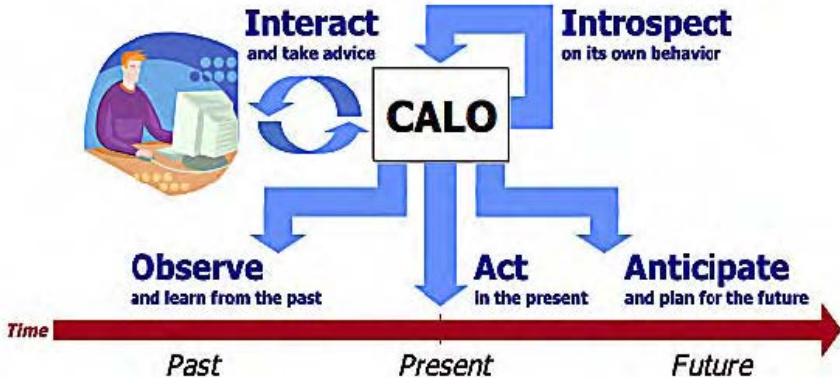 Interact
and take advice
Introspect
on its own behavior
CALO
Observe
and learn from the past
Act
in the present
Anticipate
and plan for the future
Time
Past
Present
Future